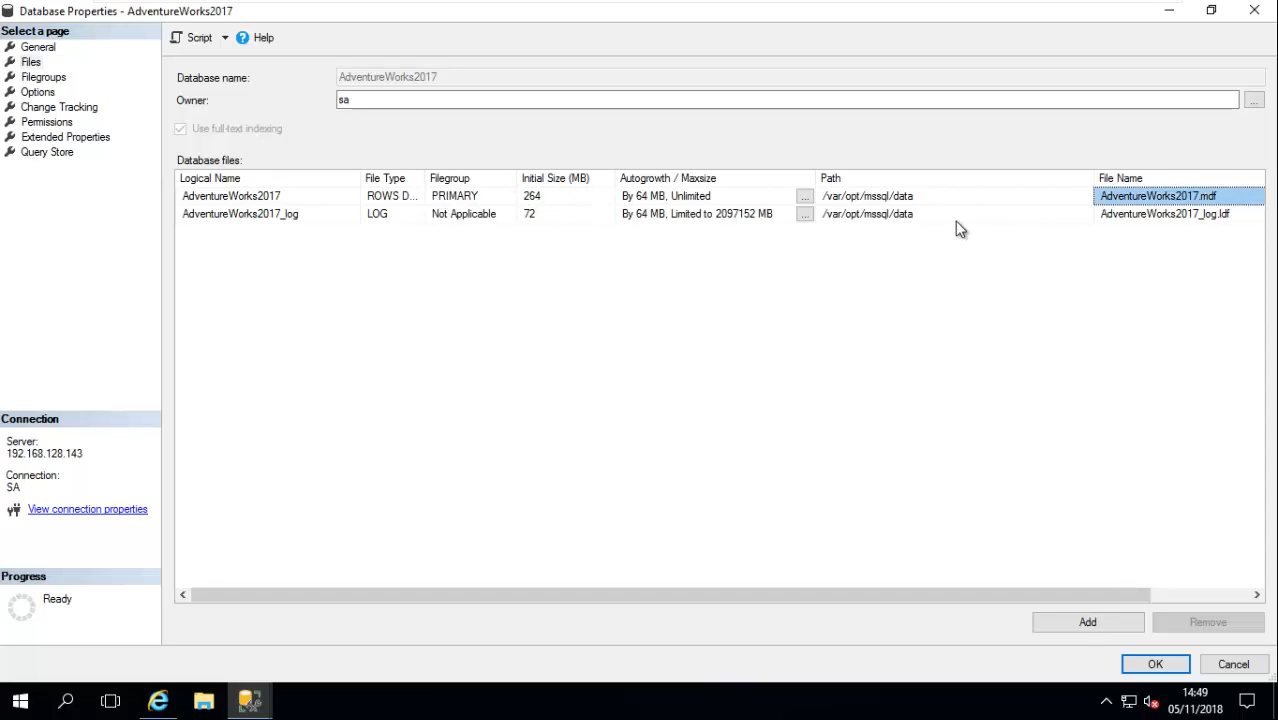 Database Properties - AdventureWorks2017
Select a page
General
Files
Filegroups
Options
Change Tracking
Permissions
Extended Properties
Query Store
Script
Help
Database name:
AdventureWorks2017
Owner:
sa
...
Use full-text indexing
Database files:
Logical Name File Type Filegroup Initial Size (MB) Autogrowth / Maxsize Path File Name
AdventureWorks2017 ROWS D... PRIMARY 264 By 64 MB, Unlimited ... /var/opt/mssql/data AdventureWorks2017.mdf
AdventureWorks2017_log LOG Not Applicable 72 By 64 MB, Limited to 2097152 MB ... /var/opt/mssql/data AdventureWorks2017_log.ldf
Connection
Server:
192.168.128.143
Connection:
SA
View connection properties
Progress
Ready
Add
Remove
OK
Cancel
14:49
05/11/2018